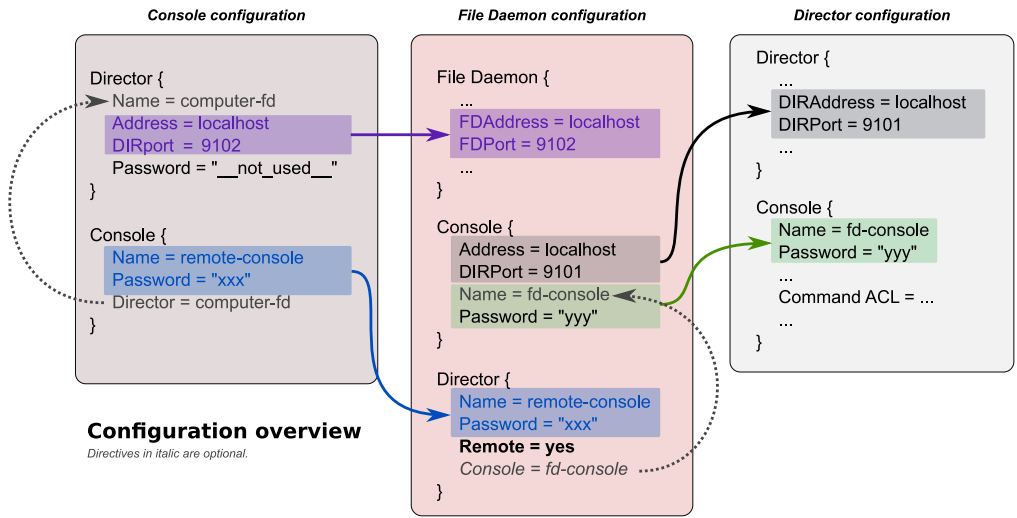 Console configuration
Director {
Name = computer-fd
Address = localhost
DIRport = 9102
Password = "__not_used__"
}
Console {
Name = remote-console
Password = "xxx"
Director = computer-fd
}
Configuration overview
Directives in italic are optional.
File Daemon configuration
File Daemon {
...
FDAddress = localhost
FDPort = 9102
...
}
Console {
Address = localhost
DIRPort = 9101
Name = fd-console
Password = "yyy"
}
Director {
Name = remote-console
Password = "xxx"
Remote = yes
Console = fd-console
}
Director configuration
Director {
...
DIRAddress = localhost
DIRPort = 9101
...
}
Console {
Name = fd-console
Password = "yyy"
...
Command ACL = ...
...
}